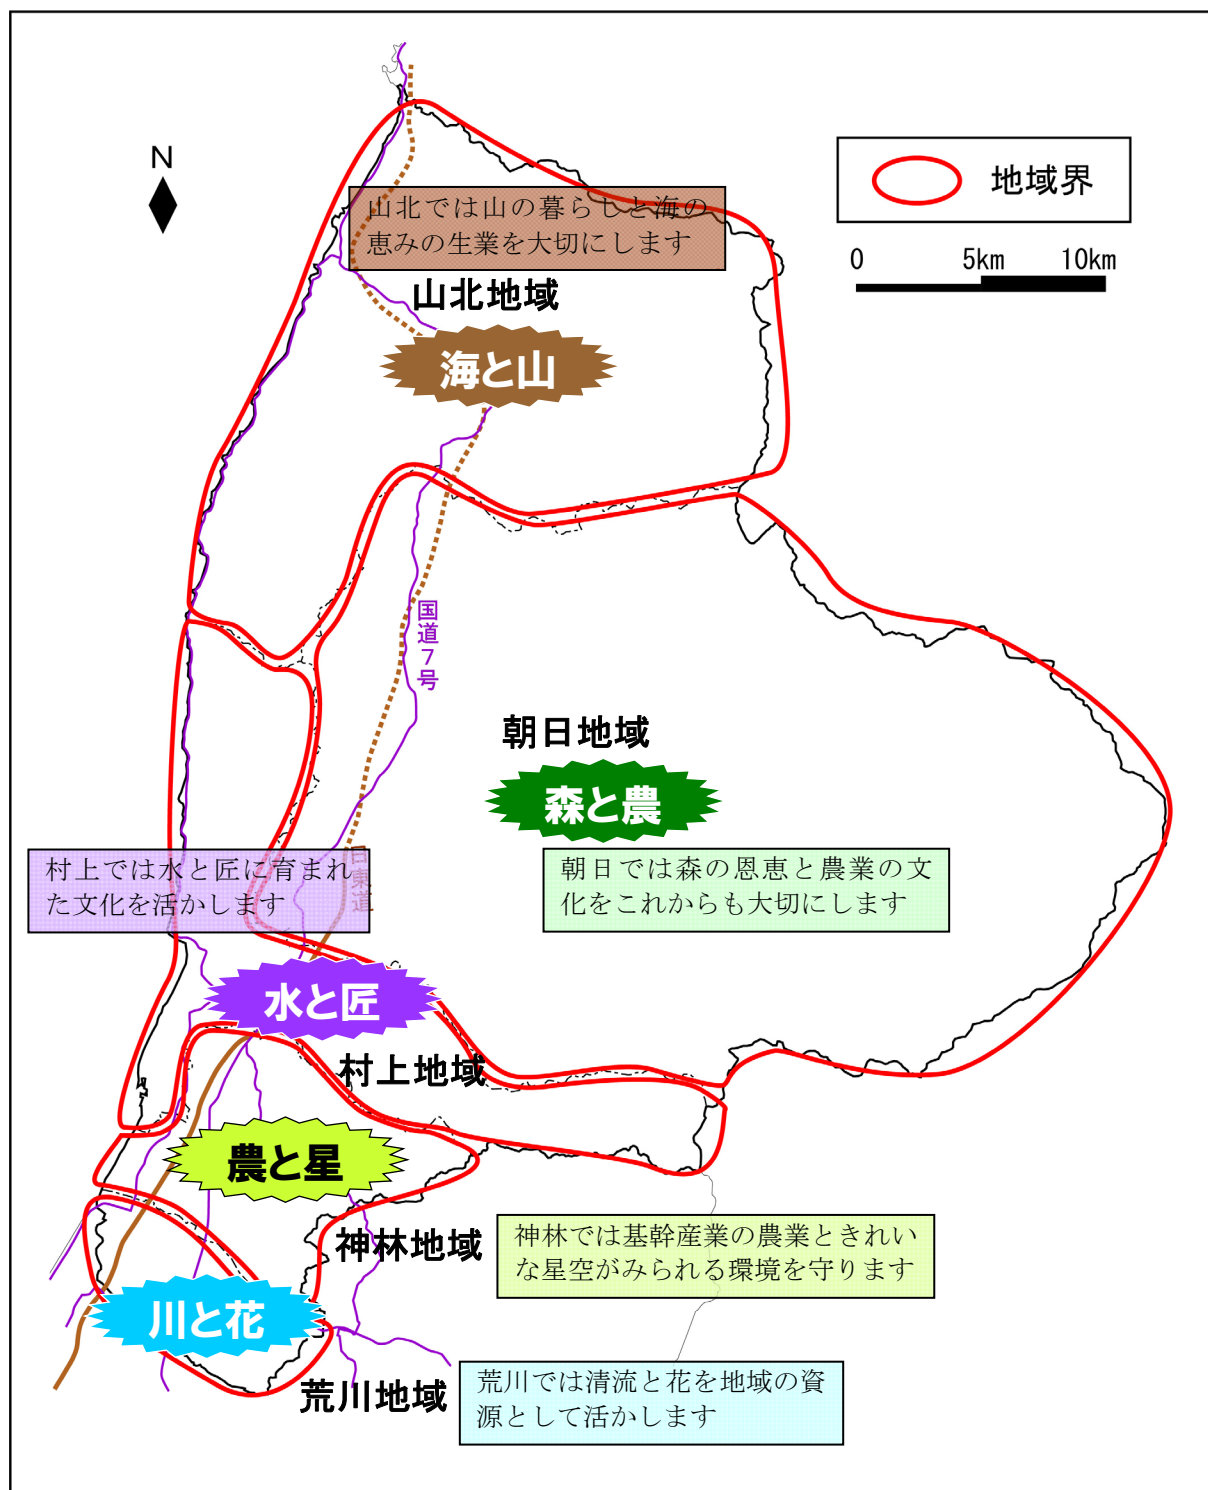 N
地域界
0 5km 10km
山北では山の暮らしと海の
恵みの生業を大切にします
山北地域
海と山
国道7号
朝日地域
森と農
日東道
村上では水と匠に育まれ
た文化を活かします
朝日では森の恩恵と農業の文
化をこれからも大切にします
水と匠
村上地域
農と星
神林地域
神林では基幹産業の農業ときれい
な星空がみられる環境を守ります
川と花
荒川地域
荒川では清流と花を地域の資
源として活かします